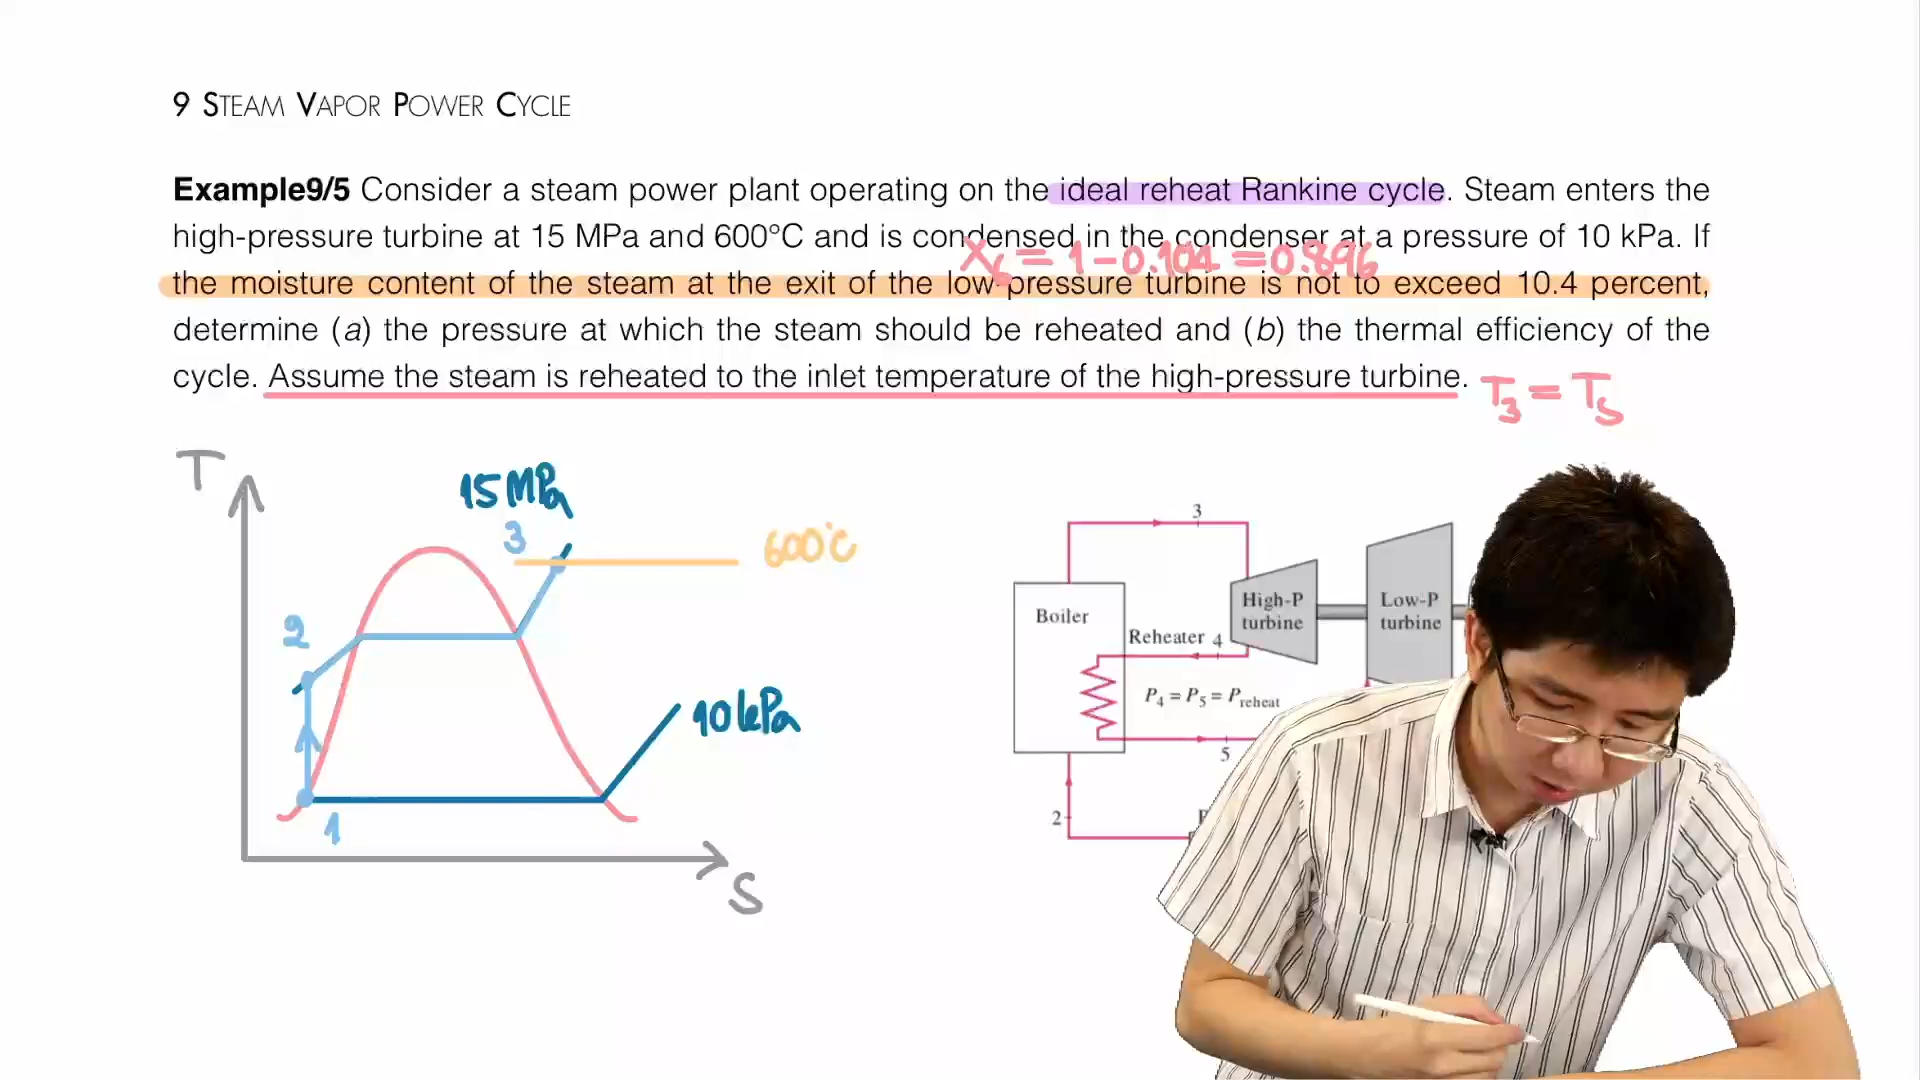 9 STEAM VAPOR POWER CYCLE
Example9/5 Consider a steam power plant operating on the ideal reheat Rankine cycle. Steam enters the
high-pressure turbine at 15 MPa and 600°C and is condensed in the condenser at a pressure of 10 kPa. If
X6 = 1-0.104 = 0.896
the moisture content of the steam at the exit of the low-pressure turbine is not to exceed 10.4 percent,
determine (a) the pressure at which the steam should be reheated and (b) the thermal efficiency of the
cycle. Assume the steam is reheated to the inlet temperature of the high-pressure turbine.
T3 = T5
T
15 MPa
3
600°C
2
10 kPa
1
S
3
Boiler
High-P
turbine
Low-P
turbine
Reheater 4
P4 = P5 = Preheat
5
2